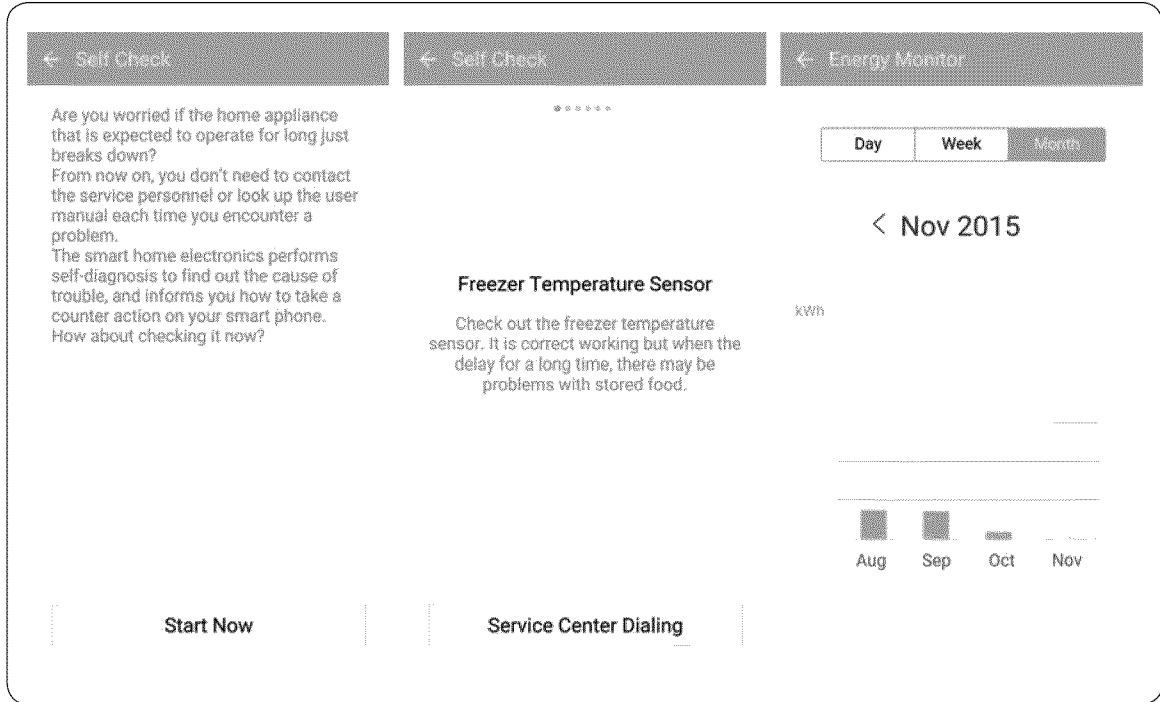 Self Check
Are you worried if the home appliance
that is expected to operate for long just
breaks down?
From now on, you don't need to contact
the service personnel or look up the user
manual each time you encounter a
problem.
The smart home electronics performs
self-diagnosis to find out the cause of
trouble, and informs you how to take a
counter action on your smart phone.
How about checking it now?
Start Now
Self Check
Freezer Temperature Sensor
Check out the freezer temperature
sensor. It is correct working but when the
delay for a long time, there may be
problems with stored food.
Service Center Dialing
Energy Monitor
Day Week Month
Nov 2015
kWh
Aug Sep Oct Nov